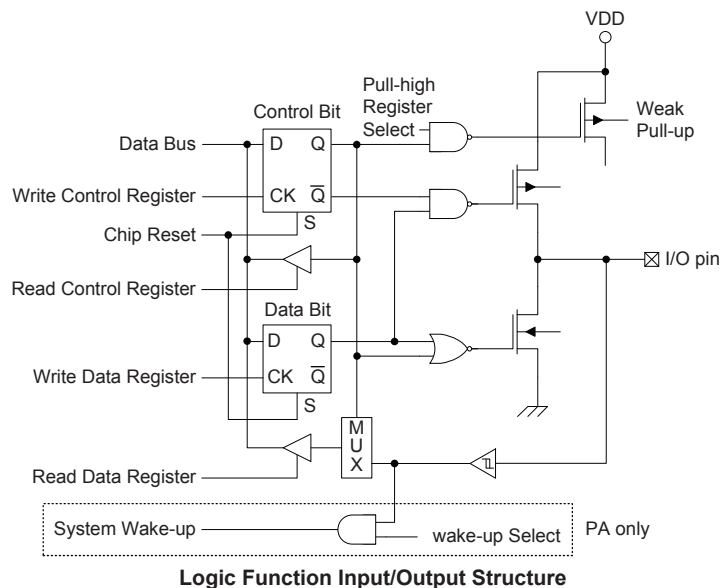 VDD
Pull-high
Register
Select
Weak
Pull-up
Control Bit
Data Bus
D Q
Write Control Register
CK Q
S
Chip Reset
I/O pin
Read Control Register
Data Bit
D Q
Write Data Register
CK Q
S
M
U
X
Read Data Register
System Wake-up
wake-up Select
PA only
Logic Function Input/Output Structure